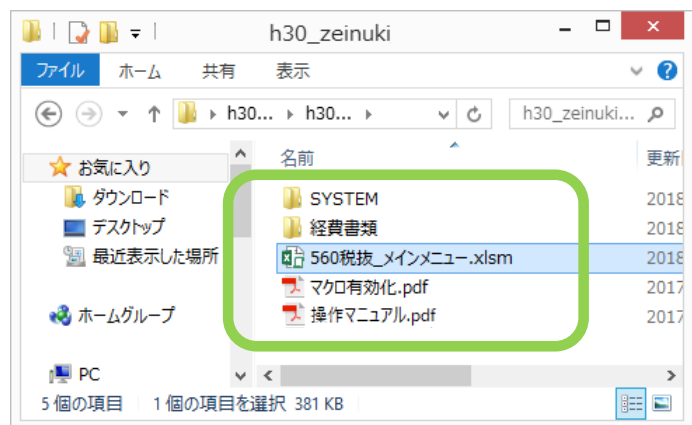 h30_zeinuki
ファイル ホーム 共有 表示
h30... h30... h30_zeinuki...
名前 更新
お気に入り
ダウンロード
デスクトップ
最近表示した場所
ホームグループ
PC
SYSTEM 2018
経費書類 2018
560税抜_メインメニュー.xlsm 2018
マクロ有効化.pdf 2017
操作マニュアル.pdf 2017
5 個の項目 1 個の項目を選択 381 KB